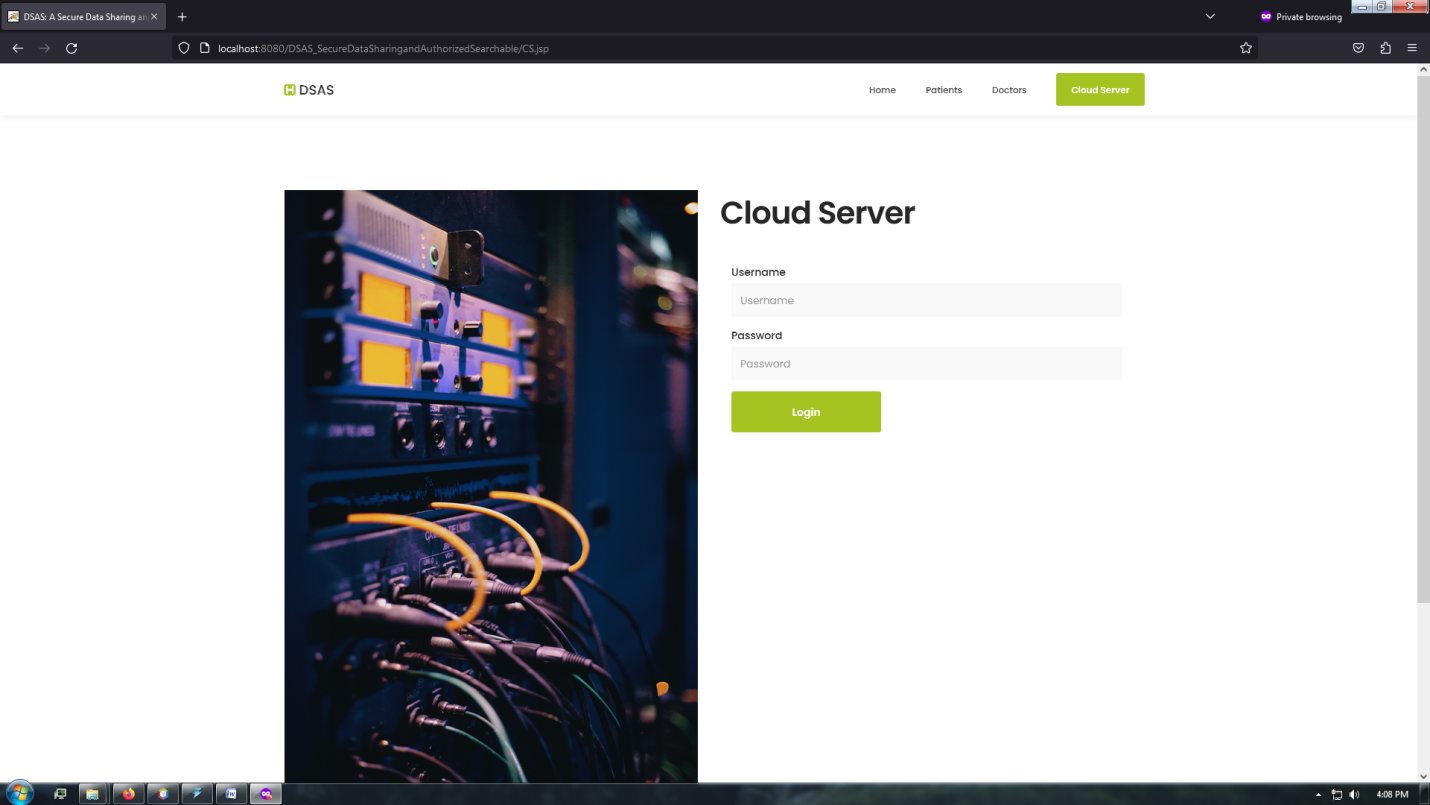 DSAS: A Secure Data Sharing an
Private browsing
localhost:8080/DSAS_SecureDataSharingandAuthorizedSearchable/CS.jsp
DSAS
Home
Patients
Doctors
Cloud Server
Cloud Server
Username
Username
Password
Password
Login
4:08 PM